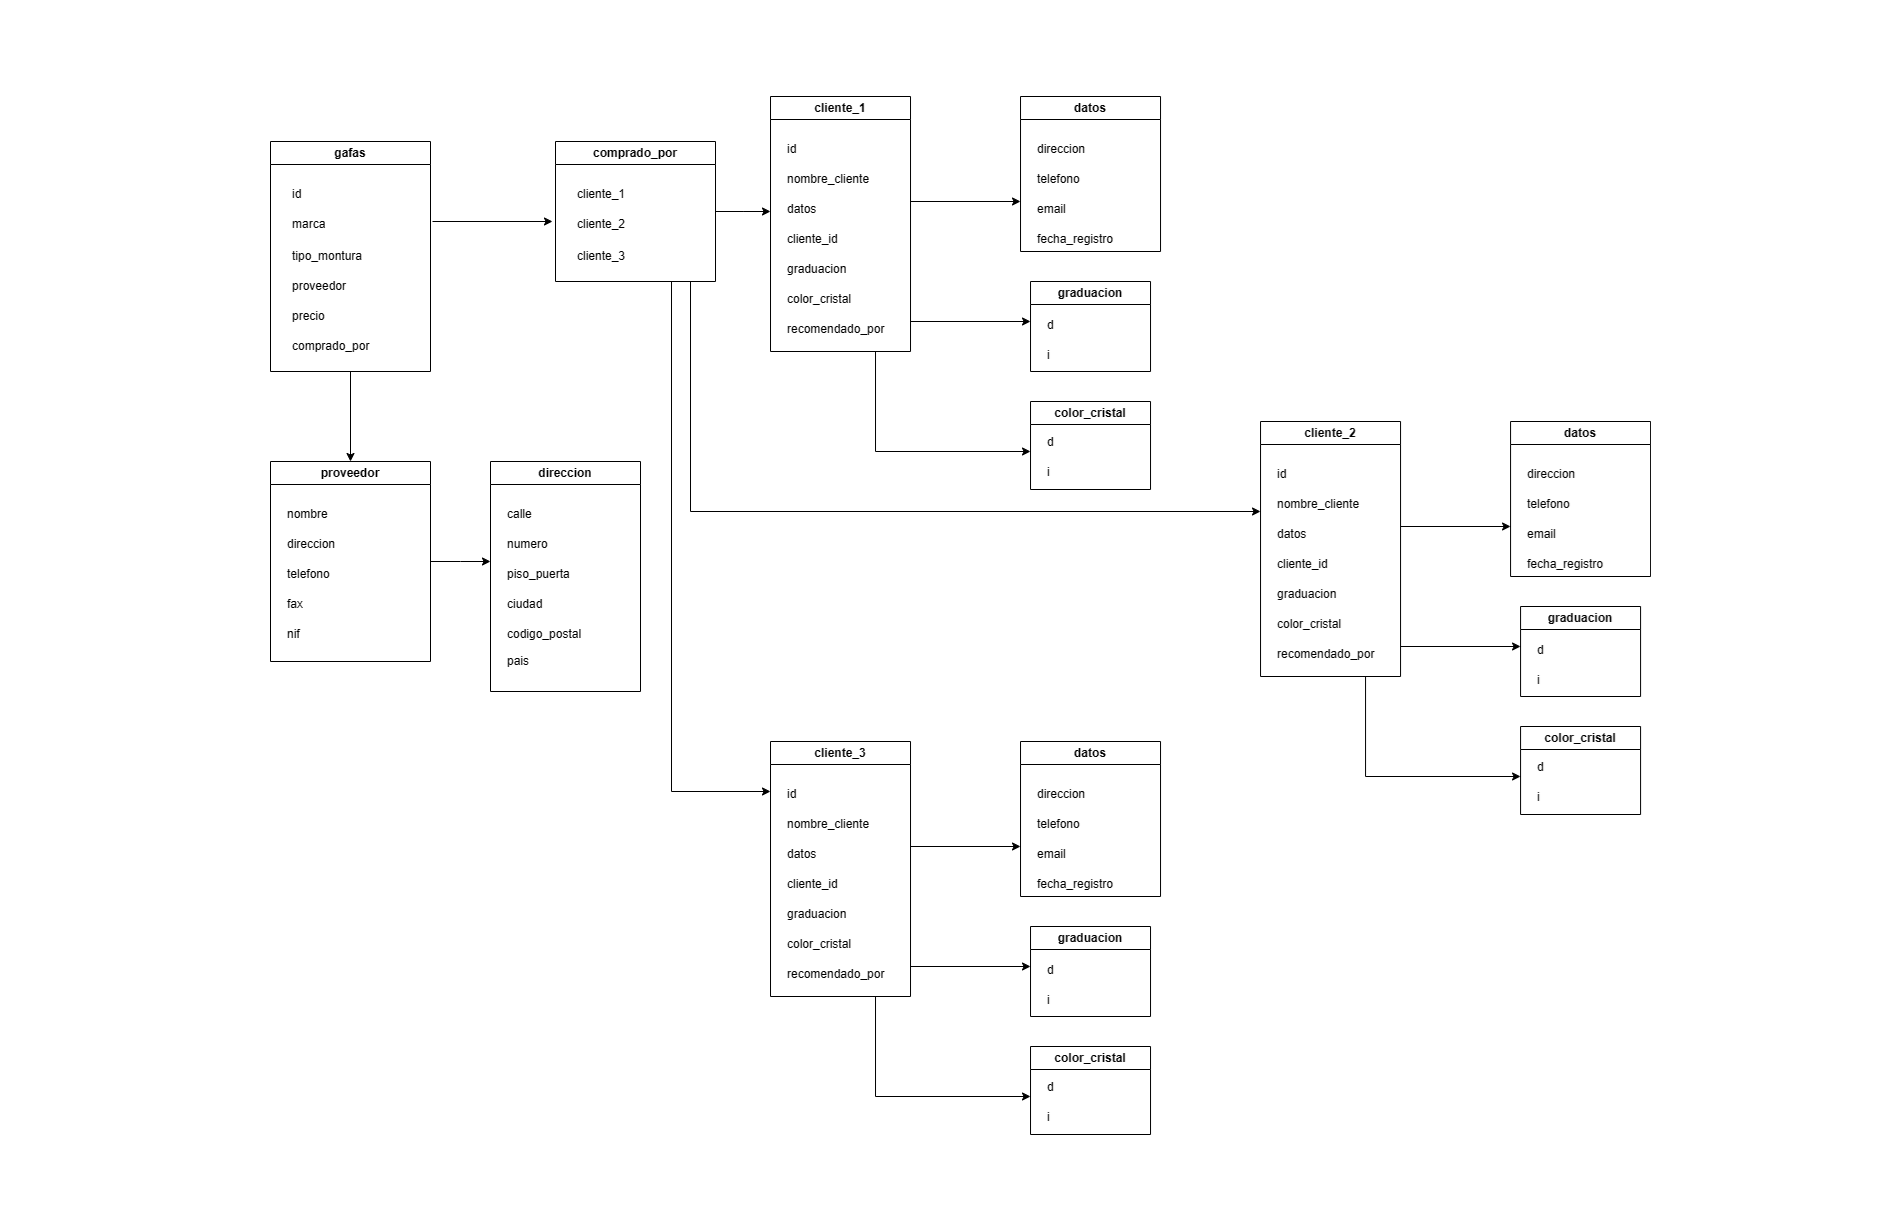 gafas
id
marca
tipo_montura
proveedor
precio
comprado_por
comprado_por
cliente_1
cliente_2
cliente_3
cliente_1
id
nombre_cliente
datos
cliente_id
graduacion
color_cristal
recomendado_por
datos
direccion
telefono
email
fecha_registro
graduacion
d
i
color_cristal
d
i
proveedor
nombre
direccion
telefono
fax
nif
direccion
calle
numero
piso_puerta
ciudad
codigo_postal
pais
cliente_2
id
nombre_cliente
datos
cliente_id
graduacion
color_cristal
recomendado_por
datos
direccion
telefono
email
fecha_registro
graduacion
d
i
color_cristal
d
i
cliente_3
id
nombre_cliente
datos
cliente_id
graduacion
color_cristal
recomendado_por
datos
direccion
telefono
email
fecha_registro
graduacion
d
i
color_cristal
d
i